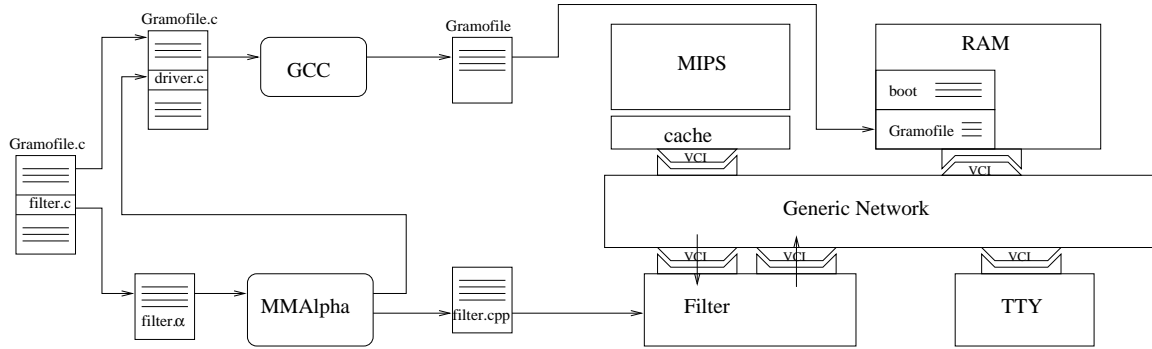 Gramofile.c
driver.c
GCC
Gramofile
MIPS
cache
VCI
RAM
boot
Gramofile
VCI
Gramofile.c
filter.c
Generic Network
VCI
VCI
VCI
filter.α
MMAlpha
filter.cpp
Filter
TTY